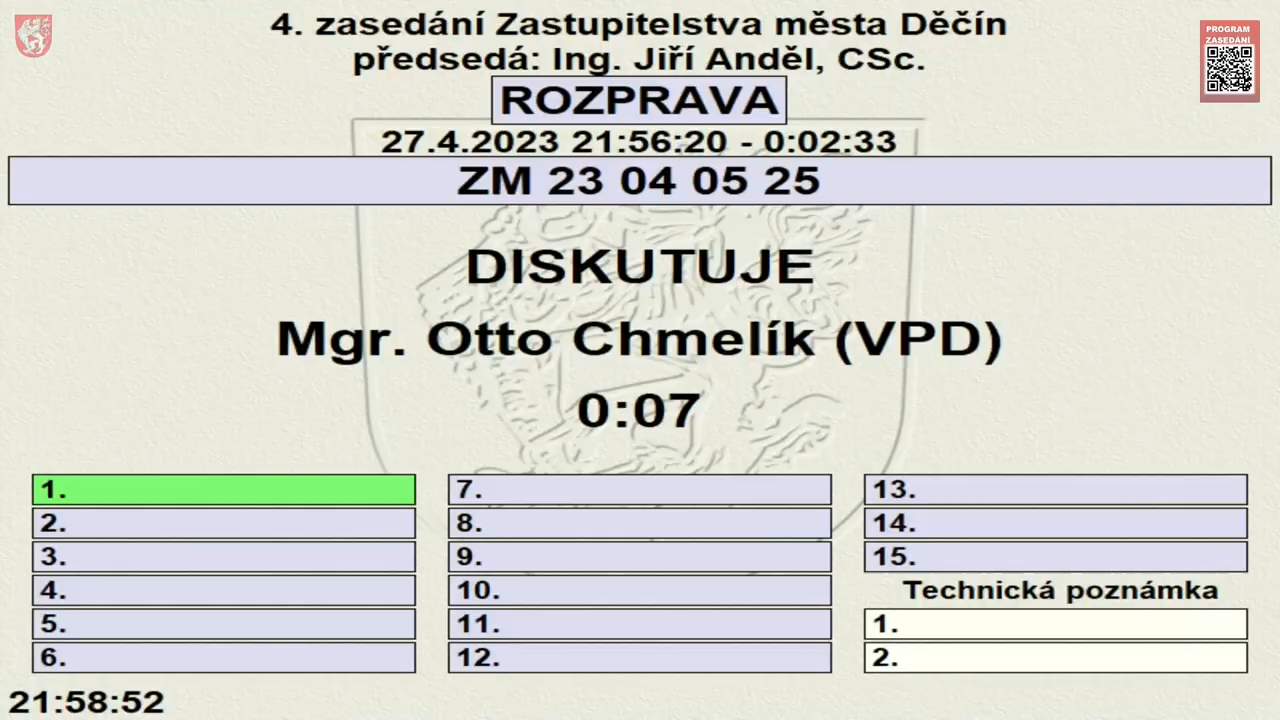 4. zasedání Zastupitelstva města Děčín
předsedá: Ing. Jiří Anděl, CSc.
PROGRAM
ZASEDÁNÍ
ROZPRAVA
27.4.2023 21:56:20 - 0:02:33
ZM 23 04 05 25
DISKUTUJE
Mgr. Otto Chmelík (VPD)
0:07
1.
2.
3.
4.
5.
6.
7.
8.
9.
10.
11.
12.
13.
14.
15.
Technická poznámka
1.
2.
21:58:52